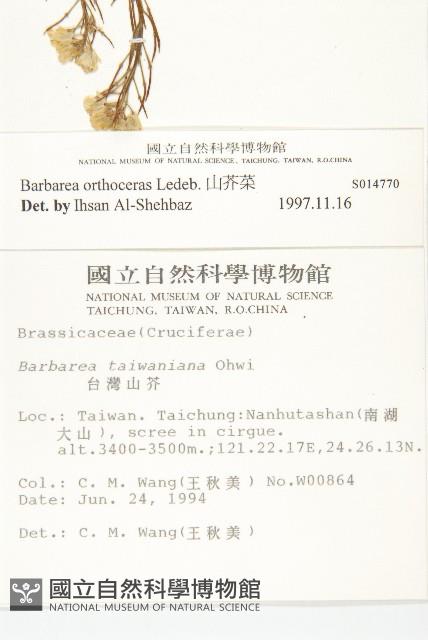 國立自然科學博物館
NATIONAL MUSEUM OF NATURAL SCIENCE, TAICHUNG, TAIWAN, R.O.CHINA
Barbarea orthoceras Ledeb. 山芥菜 S014770
Det. by Ihsan Al-Shehbaz 1997.11.16
國立自然科學博物館
NATIONAL MUSEUM OF NATURAL SCIENCE
TAICHUNG, TAIWAN, R.O.CHINA
Brassicaceae(Cruciferae)
Barbarea taiwaniana Ohwi
台灣山芥
Loc.: Taiwan. Taichung:Nanhutashan(南湖
大山), scree in cirgue.
alt.3400-3500m.;121.22.17E,24.26.13N.
Col.: C. M. Wang(王秋美) No.W00864
Date: Jun. 24, 1994
Det.: C. M. Wang(王秋美)
國立自然科學博物館
NATIONAL MUSEUM OF NATURAL SCIENCE